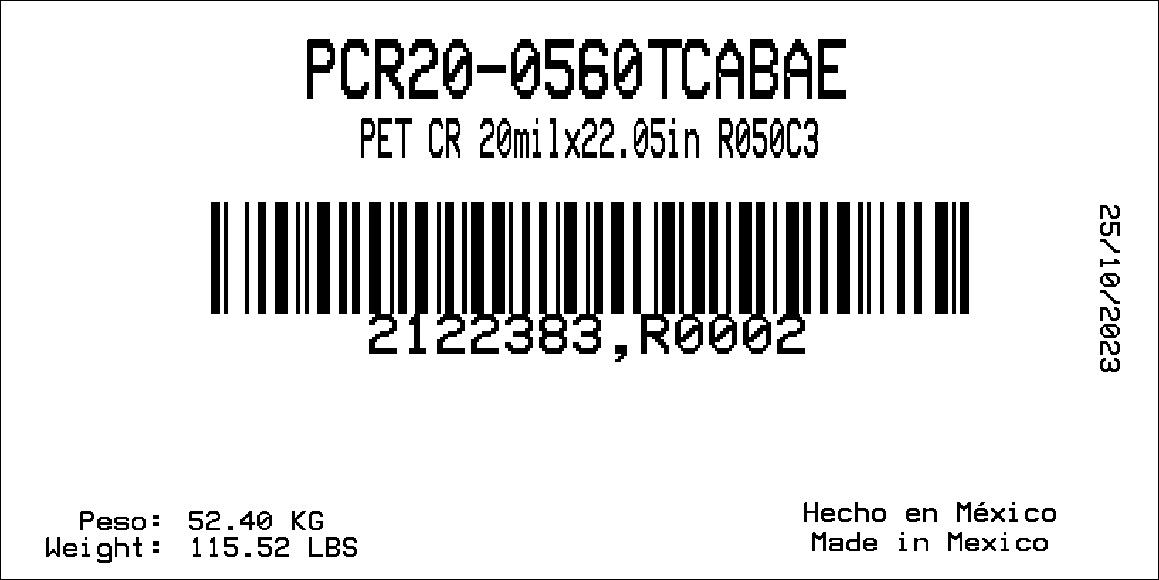 PCR20-0560TCABAE
PET CR 20milx22.05in R050C3
25/10/2023
2122383,R0002
Peso: 52.40 KG
Weight: 115.52 LBS
Hecho en México
Made in Mexico